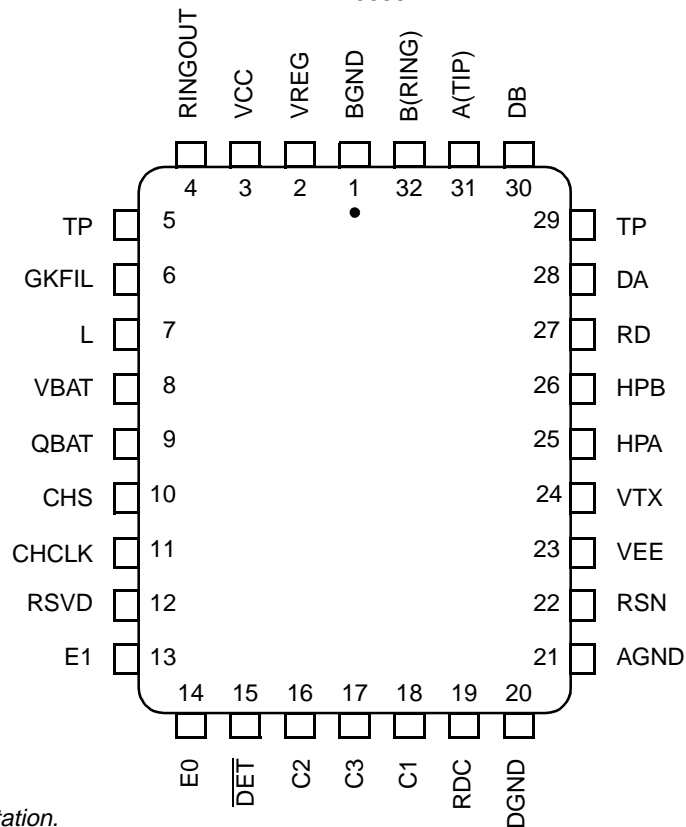 RINGOUT VCC VREG BGND B(RING) A(TIP) DB
4 3 2 1 32 31 30
TP 5 29 TP
GKFIL 6 28 DA
L 7 27 RD
VBAT 8 26 HPB
QBAT 9 25 HPA
CHS 10 24 VTX
CHCLK 11 23 VEE
RSVD 12 22 RSN
E1 13 21 AGND
14 15 16 17 18 19 20
E0 DET C2 C3 C1 RDC DGND
tation.